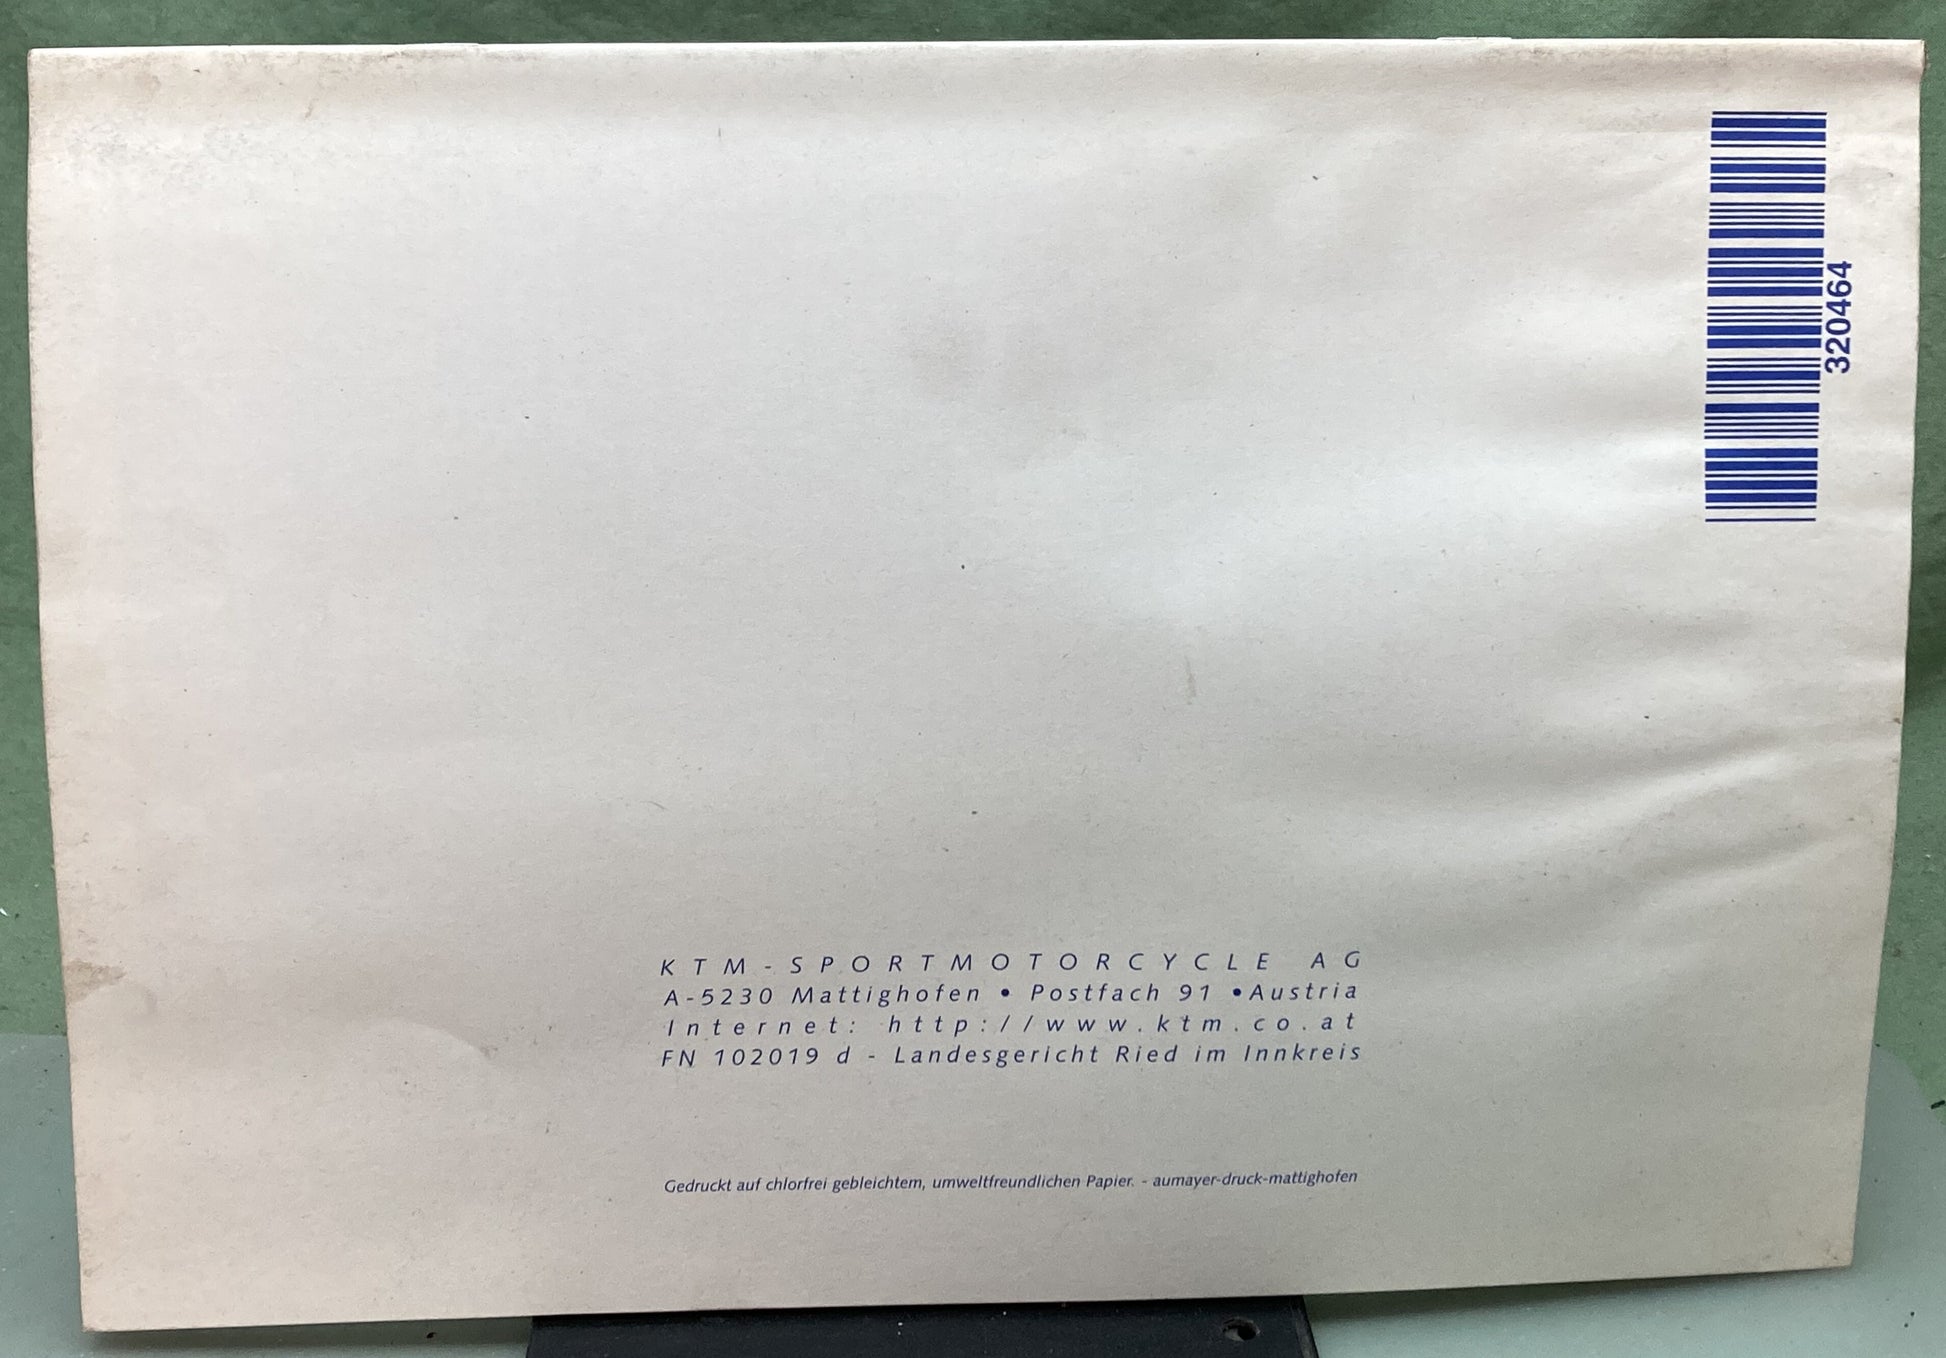 320464
KTM-SPORTMOTORCYCLE AG
A-5230 Mattighofen • Postfach 91 •Austria
Internet: http://www.ktm.co.at
FN 102019 d - Landesgericht Ried im Innkreis
Gedruckt auf chlorfrei gebleichtem, umweltfreundlichen Papier. - aumayer-druck-mattighofen